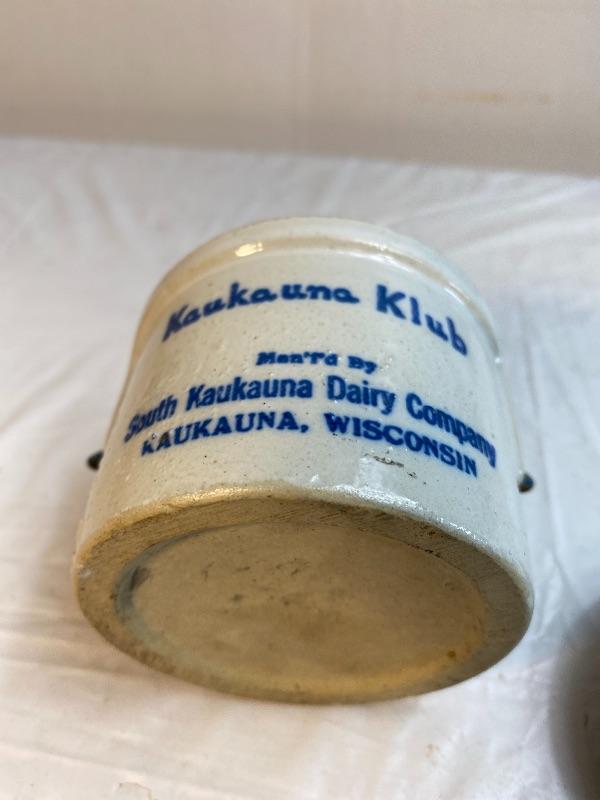 Kaukauna Klub
Man'f'd By
South Kaukauna Dairy Company
KAUKAUNA, WISCONSIN